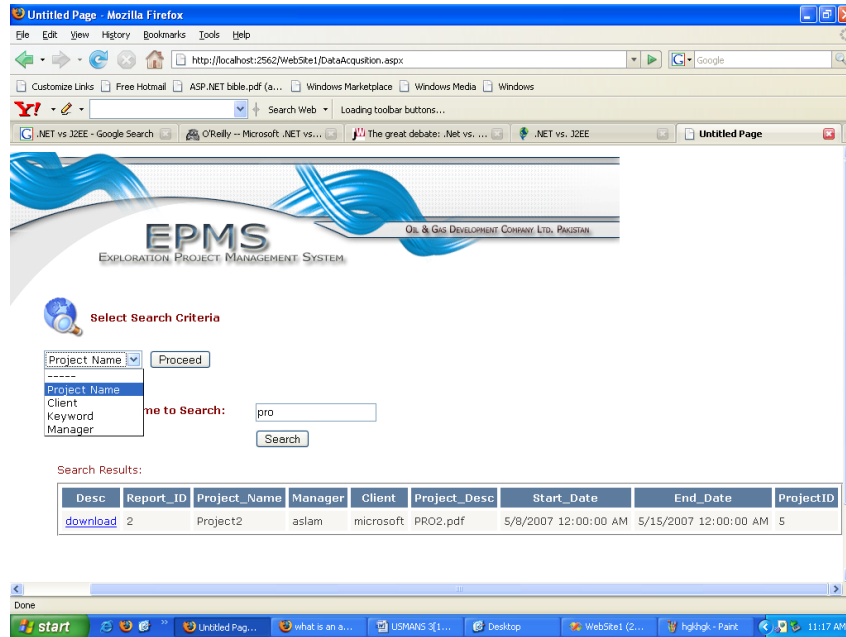 Untitled Page - Mozilla Firefox
File Edit View History Bookmarks Tools Help
http://localhost:2562/WebSite1/DataAcqusition.aspx
Google
Customize Links Free Hotmail ASP.NET bible.pdf (a... Windows Marketplace Windows Media Windows
Y! Search Web Loading toolbar buttons...
.NET vs J2EE - Google Search O'Reilly -- Microsoft .NET vs... The great debate: .Net vs. ... .NET vs. J2EE Untitled Page
EPMS
OIL & GAS DEVELOPMENT COMPANY LTD. PAKISTAN
EXPLORATION PROJECT MANAGEMENT SYSTEM
Select Search Criteria
Project Name Proceed
-----
Project Name
Client
Keyword
Manager
me to Search: pro
Search
Search Results:
Desc Report_ID Project_Name Manager Client Project_Desc Start_Date End_Date ProjectID
download 2 Project2 aslam microsoft PRO2.pdf 5/8/2007 12:00:00 AM 5/15/2007 12:00:00 AM 5
Done
start Untitled Pag... what is an a... USMANS 3[1... Desktop WebSite1 (2... hgkhgk - Paint 11:17 AM